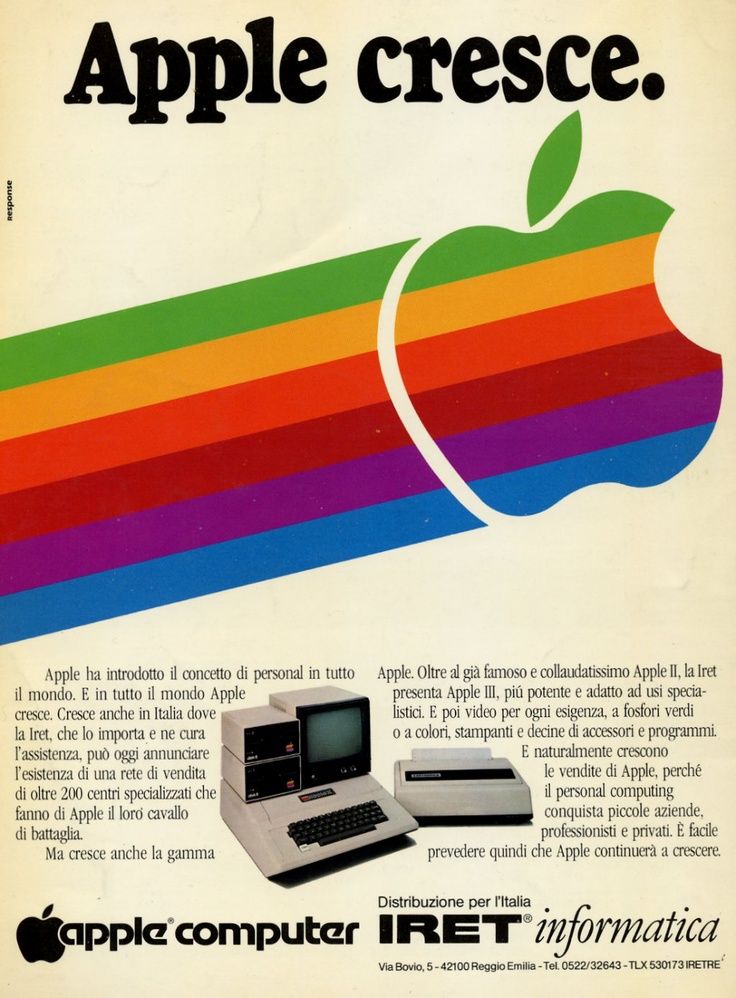 Apple cresce.
Response
Apple ha introdotto il concetto di personal in tutto
il mondo. E in tutto il mondo Apple
cresce. Cresce anche in Italia dove
la Iret, che lo importa e ne cura
l'assistenza, può oggi annunciare
l'esistenza di una rete di vendita
di oltre 200 centri specializzati che
fanno di Apple il loro cavallo
di battaglia.
Ma cresce anche la gamma
Apple. Oltre al già famoso e collaudatissimo Apple II, la Iret
presenta Apple III, piú potente e adatto ad usi specia-
listici. E poi video per ogni esigenza, a fosfori verdi
o a colori, stampanti e decine di accessori e programmi.
E naturalmente crescono
le vendite di Apple, perché
il personal computing
conquista piccole aziende,
professionisti e privati. È facile
prevedere quindi che Apple continuerà a crescere.
apple® computer
Distribuzione per l'Italia
IRET® informatica
Via Bovio, 5 - 42100 Reggio Emilia - Tel. 0522/32643 - TLX 530173 IRETRE